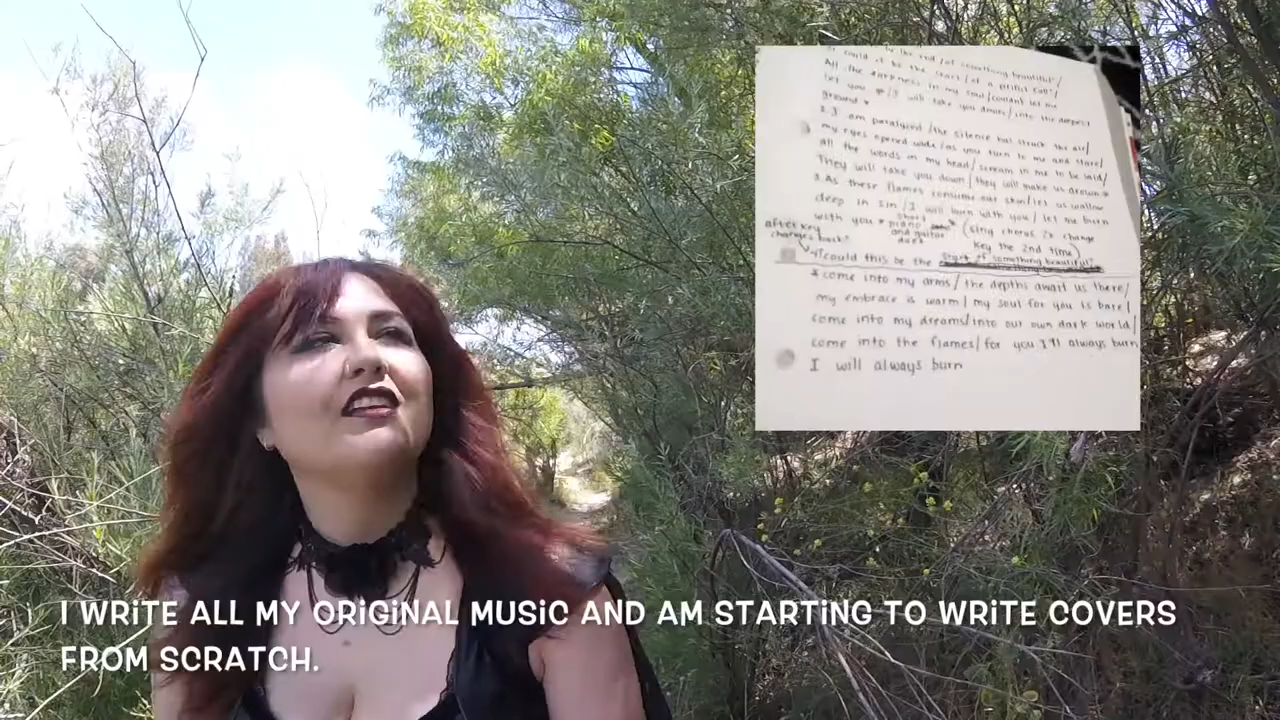 be the end/of something beautiful?/
Or could it be the start/of a
All the darkness in my soul/couldn't let me
let you */I will take you down/into the deepest
ground *
2.I am paralyzed/the silence has struck the air/
my eyes opened wide/as you turn to me and stare/
all the words in my head/scream in me to be said/
They will take you down/they will make us drown*
3.As these flames consume our skin/let us wallow
deep in sin/I will burn with you/let me burn
with you * short piano and guitar (sing chorus 2x change
key the 2nd time)
after key changes back?
could this be the start of something beautiful?
*come into my arms/the depths await us there/
my embrace is warm/my soul for you is bare/
come into my dreams/into our own dark world/
come into the flames/for you I'll always burn
I will always burn
I WRITE ALL MY ORIGINAL MUSIC AND AM STARTING TO WRITE COVERS
FROM SCRATCH.